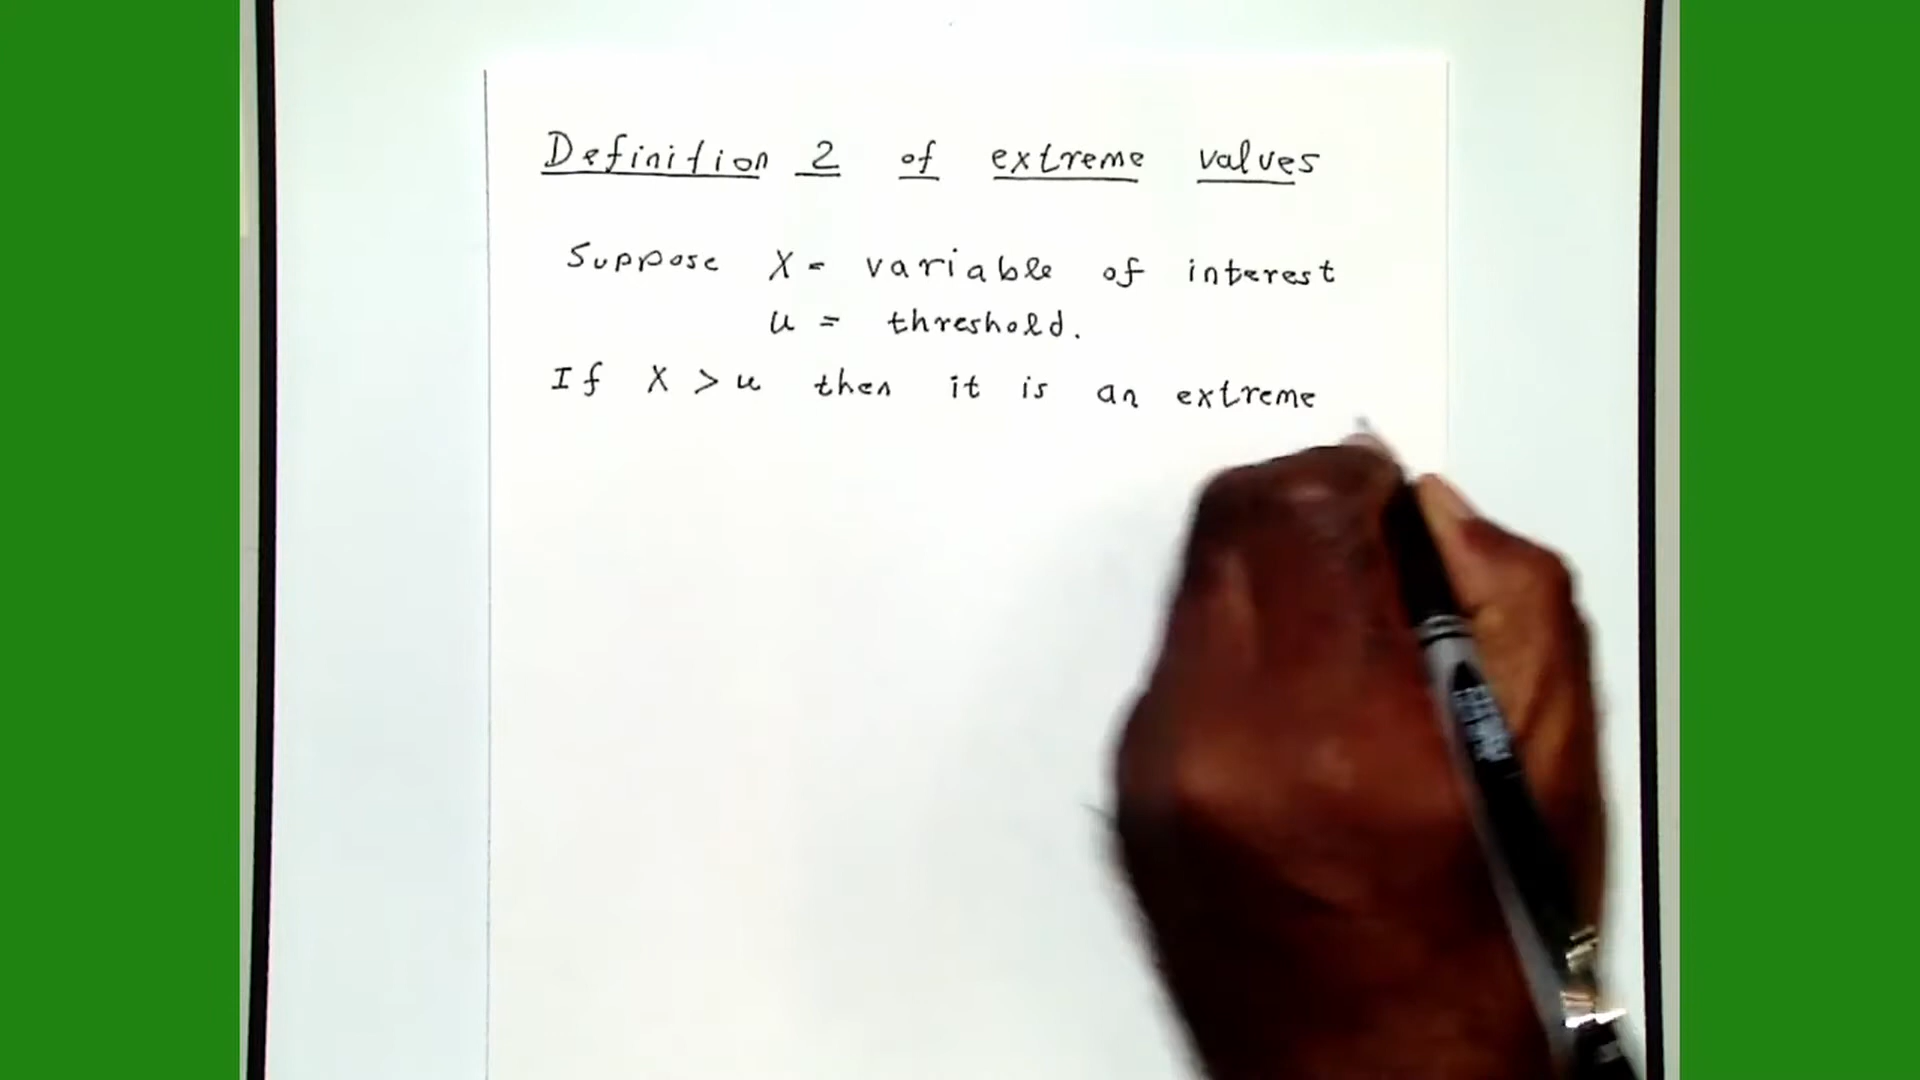 Definition 2 of extreme values
Suppose X = variable of interest
u = threshold.
If X > u then it is an extreme